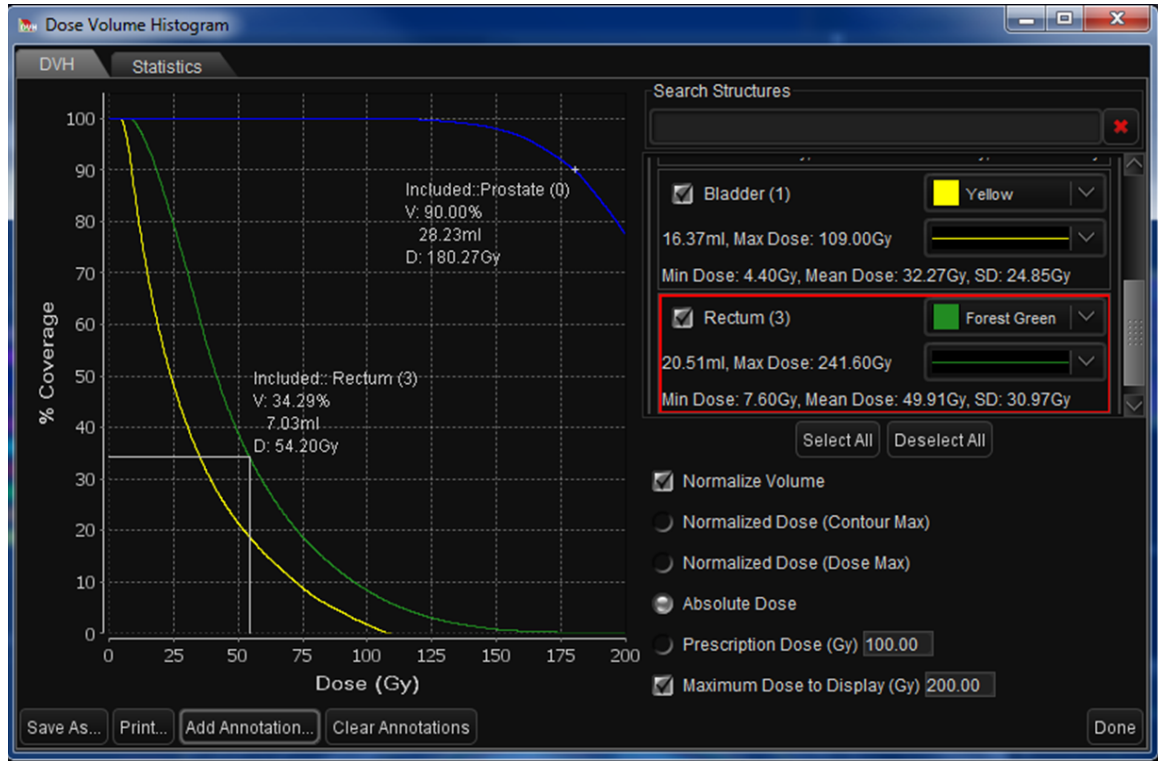 Dose Volume Histogram
DVH
Statistics
100
90
80
70
60
50
40
30
20
10
0
% Coverage
Included::Prostate (0)
V: 90.00%
28.23ml
D: 180.27Gy
Included:: Rectum (3)
V: 34.29%
7.03ml
D: 54.20Gy
0 25 50 75 100 125 150 175 200
Dose (Gy)
Save As... Print... Add Annotation... Clear Annotations
Search Structures
Bladder (1) Yellow
16.37ml, Max Dose: 109.00Gy
Min Dose: 4.40Gy, Mean Dose: 32.27Gy, SD: 24.85Gy
Rectum (3) Forest Green
20.51ml, Max Dose: 241.60Gy
Min Dose: 7.60Gy, Mean Dose: 49.91Gy, SD: 30.97Gy
Select All Deselect All
Normalize Volume
Normalized Dose (Contour Max)
Normalized Dose (Dose Max)
Absolute Dose
Prescription Dose (Gy) 100.00
Maximum Dose to Display (Gy) 200.00
Done